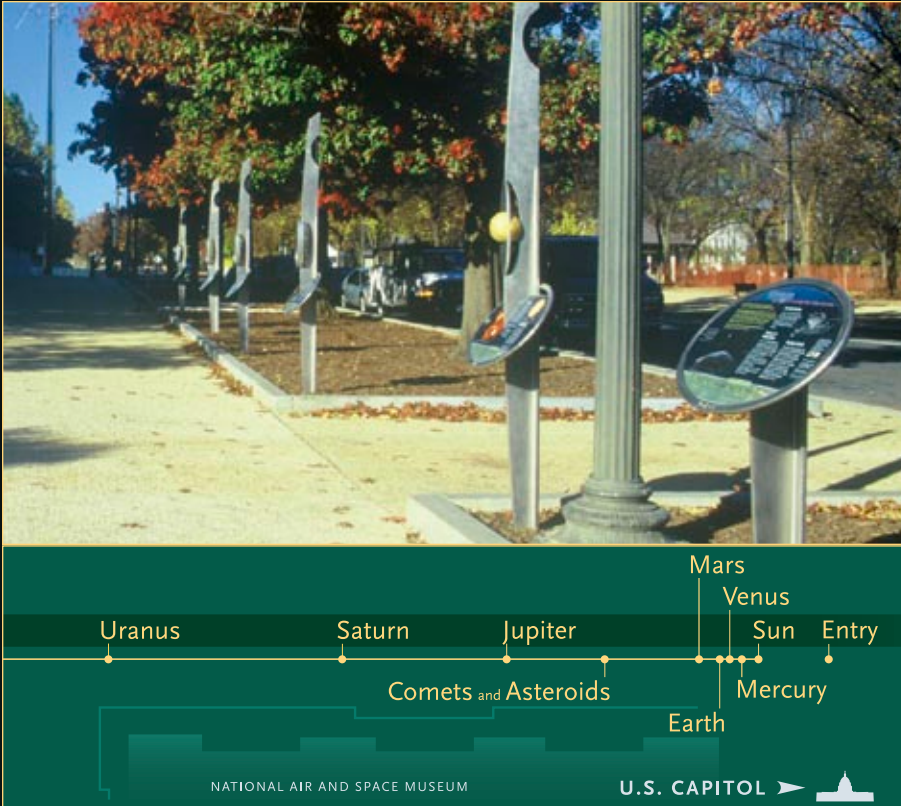 Mars
Venus
Uranus Saturn Jupiter Sun Entry
Comets and Asteroids Mercury
Earth
NATIONAL AIR AND SPACE MUSEUM U.S. CAPITOL